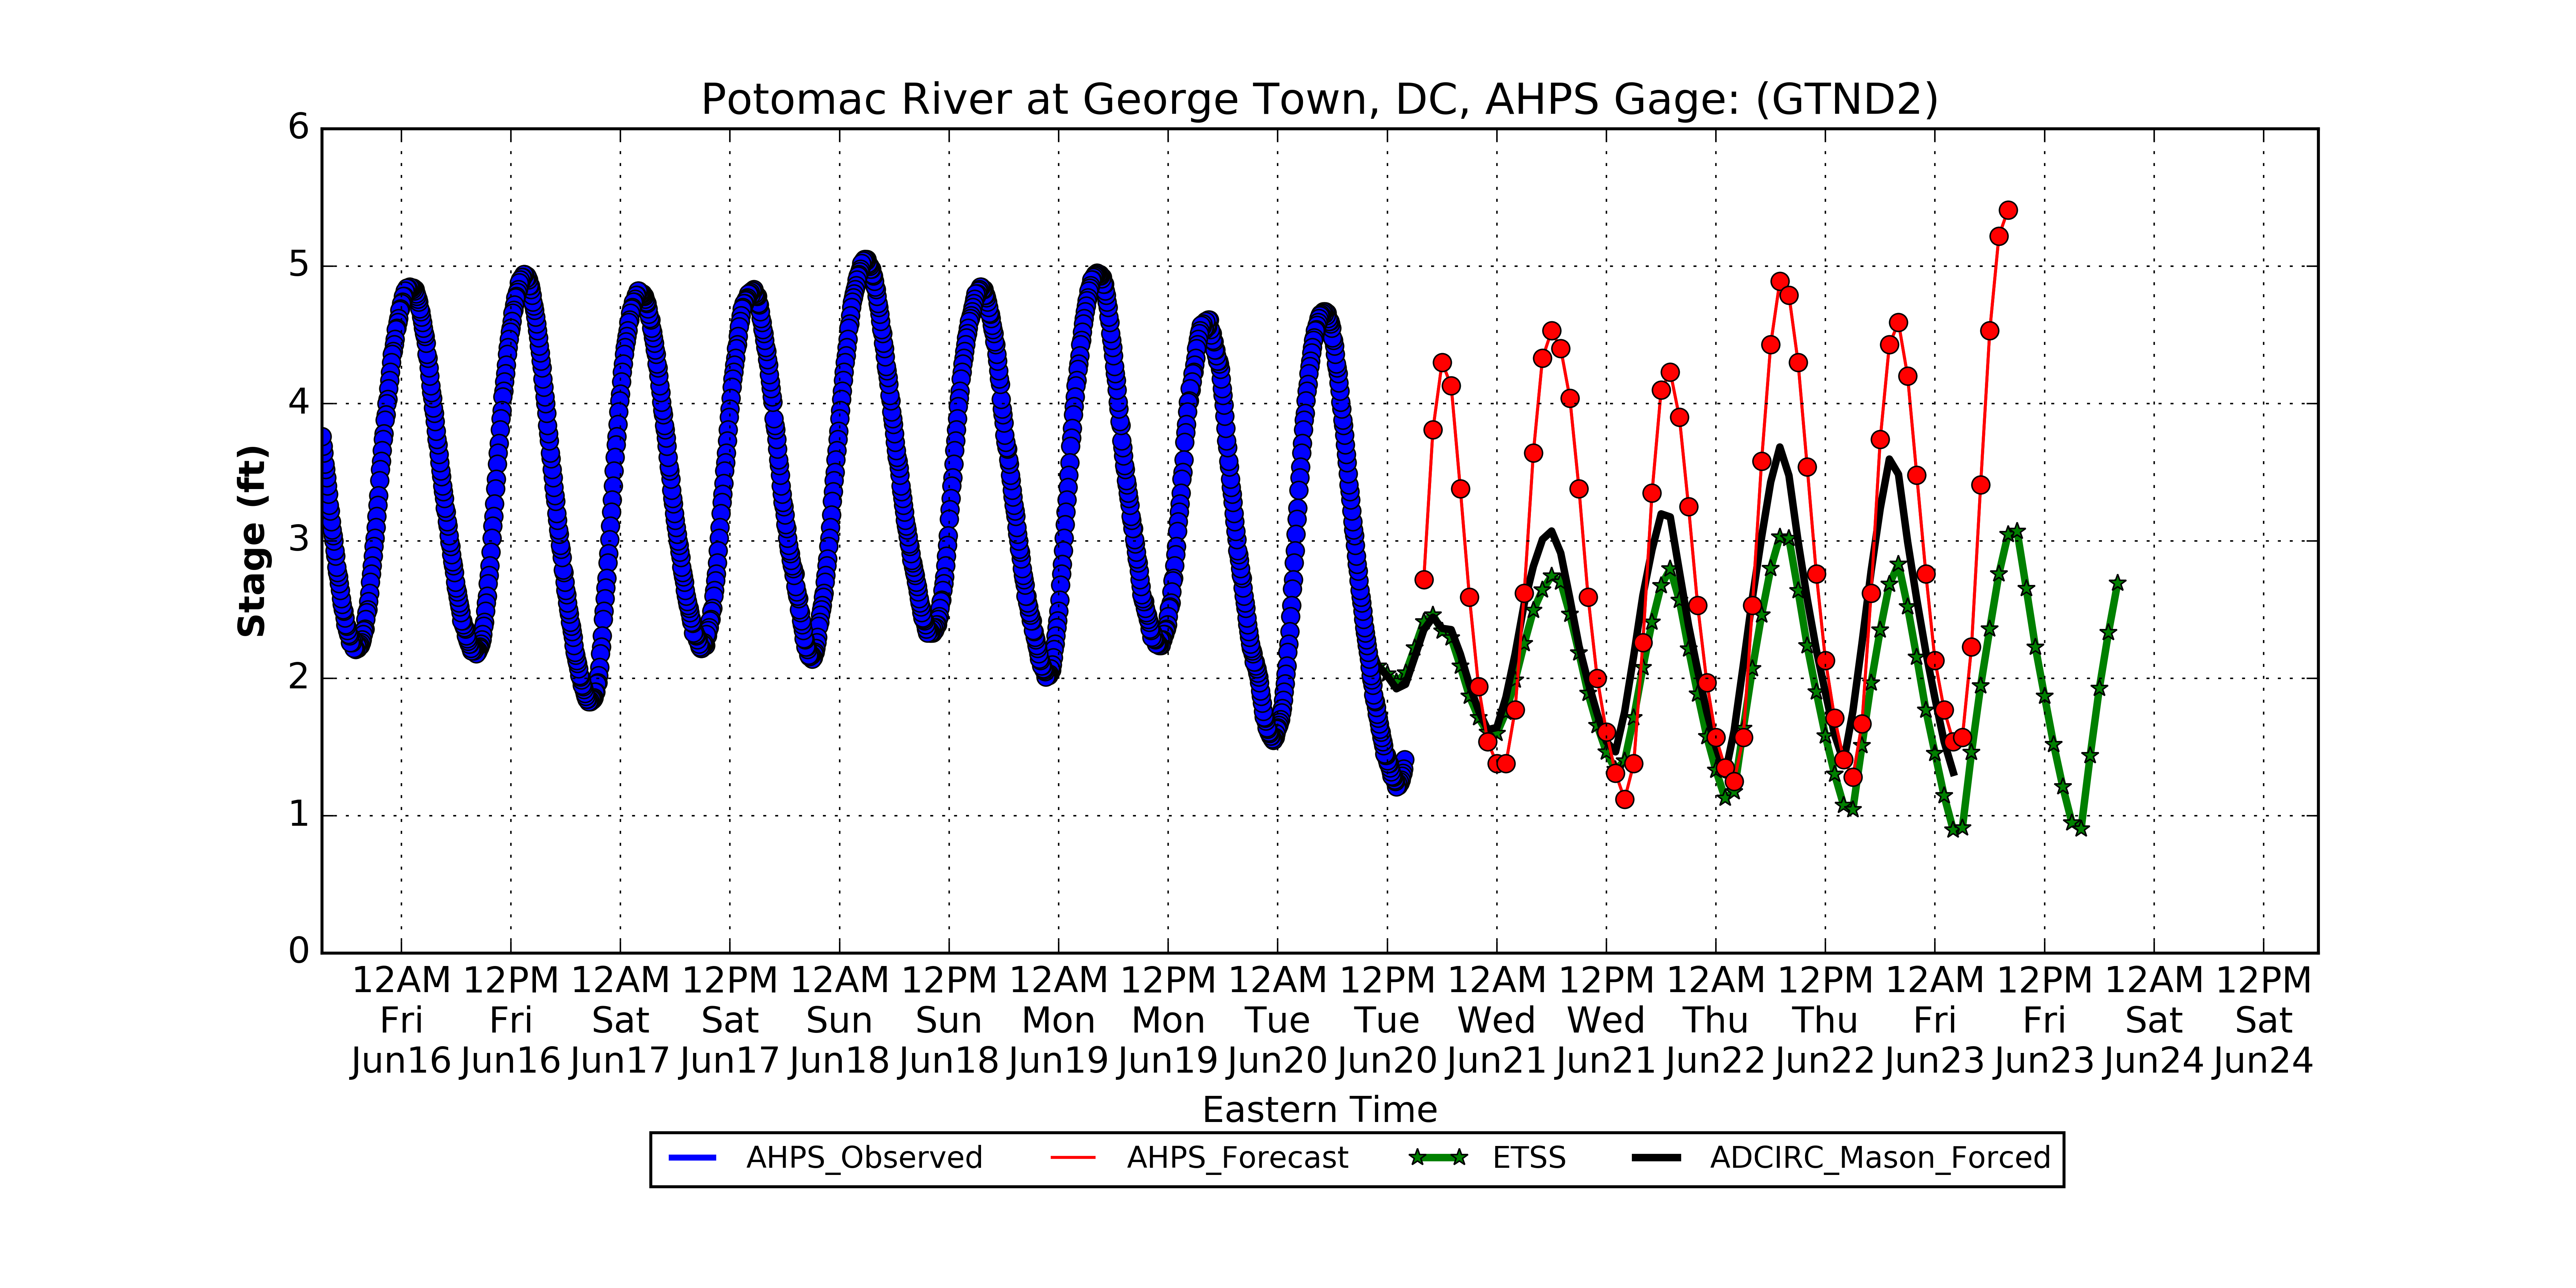 Potomac River at George Town, DC, AHPS Gage: (GTND2)
6
5
4
3
2
1
0
Stage (ft)
12AM 12PM 12AM 12PM 12AM 12PM 12AM 12PM 12AM 12PM 12AM 12PM 12AM 12PM 12AM 12PM 12AM 12PM
Fri Fri Sat Sat Sun Sun Mon Mon Tue Tue Wed Wed Thu Thu Fri Fri Sat Sat
Jun16 Jun16 Jun17 Jun17 Jun18 Jun18 Jun19 Jun19 Jun20 Jun20 Jun21 Jun21 Jun22 Jun22 Jun23 Jun23 Jun24 Jun24
Eastern Time
AHPS_Observed AHPS_Forecast ETSS ADCIRC_Mason_Forced